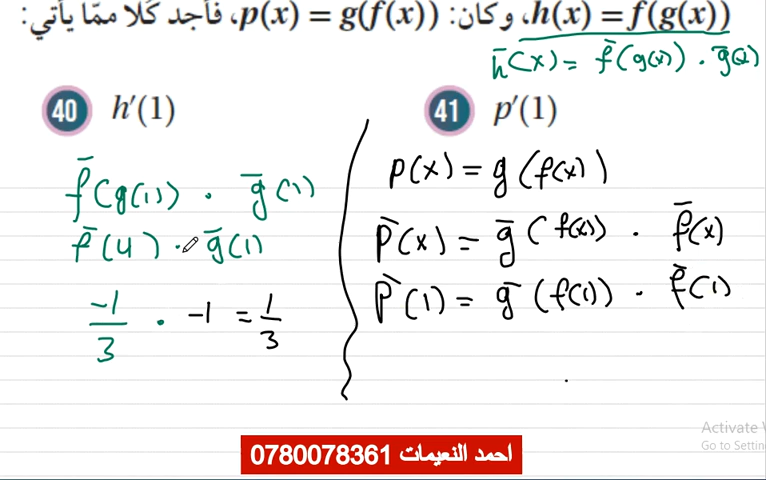 h(x) = f(g(x))، وكان: p(x) = g(f(x))، فأجد كُلّا ممّا يأتي:
h̄(x) = f̄(g(x)) · ḡ(x)
40 h′(1)
f̄(g(1)) · ḡ(1)
f̄(4) · ḡ(1)
-1/3 · -1 = 1/3
41 p′(1)
p(x) = g(f(x))
p̄(x) = ḡ(f(x)) · f̄(x)
p̄(1) = ḡ(f(1)) · f̄(1)
Activate
Go to Settin
احمد النعيمات 0780078361